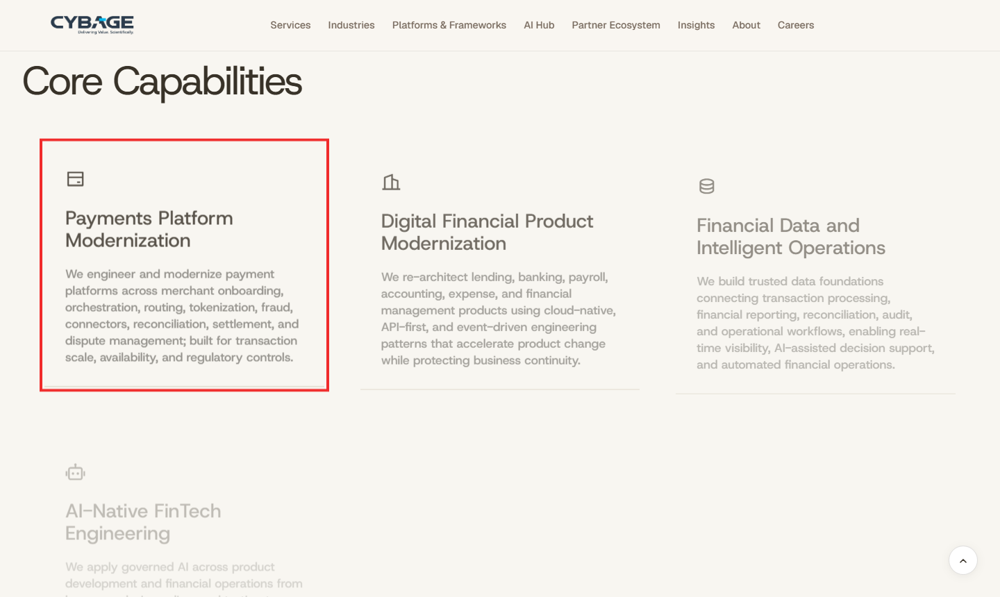 CYBAGE
Delivering Value. Scientifically.
Services
Industries
Platforms & Frameworks
AI Hub
Partner Ecosystem
Insights
About
Careers
Core Capabilities
Payments Platform
Modernization
We engineer and modernize payment
platforms across merchant onboarding,
orchestration, routing, tokenization, fraud,
connectors, reconciliation, settlement, and
dispute management; built for transaction
scale, availability, and regulatory controls.
Digital Financial Product
Modernization
We re-architect lending, banking, payroll,
accounting, expense, and financial
management products using cloud-native,
API-first, and event-driven engineering
patterns that accelerate product change
while protecting business continuity.
Financial Data and
Intelligent Operations
We build trusted data foundations
connecting transaction processing,
financial reporting, reconciliation, audit,
and operational workflows, enabling real-
time visibility, AI-assisted decision support,
and automated financial operations.
AI-Native FinTech
Engineering
We apply governed AI across product
development and financial operations from